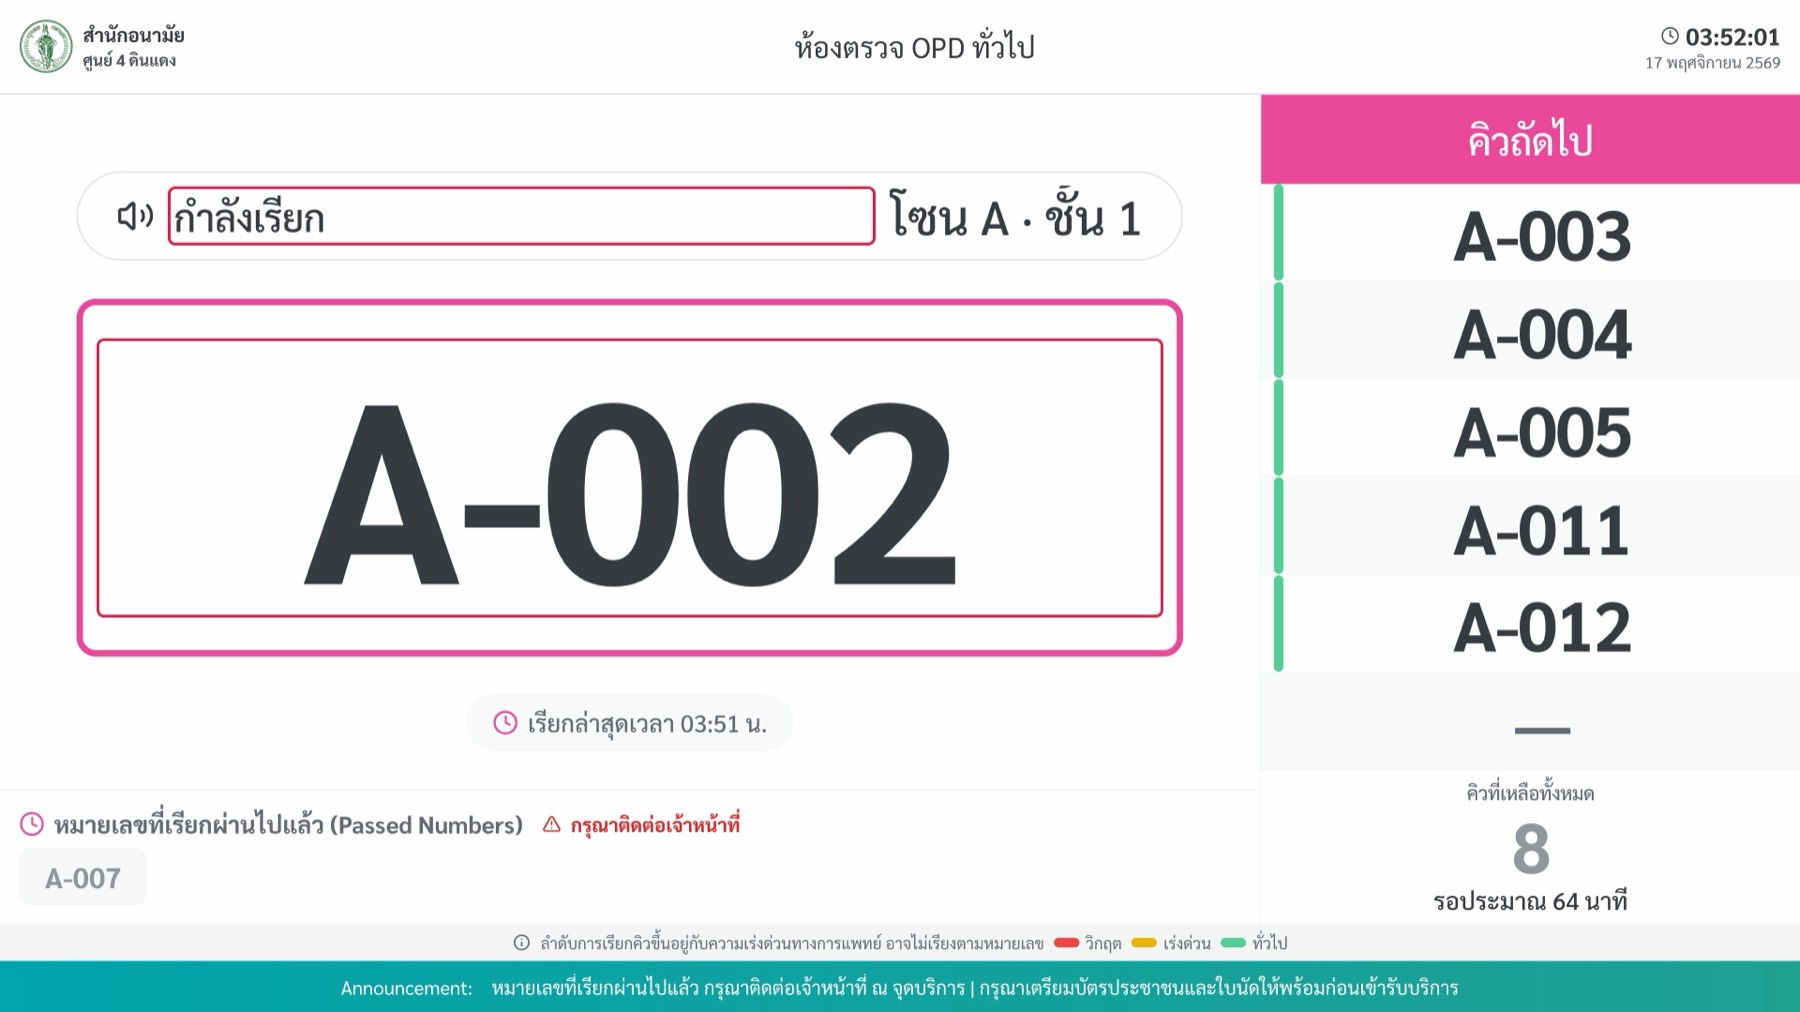 สำนักอนามัย
ศูนย์ 4 ดินแดง
ห้องตรวจ OPD ทั่วไป
03:52:01
17 พฤศจิกายน 2569
กำลังเรียก
โซน A · ชั้น 1
A-002
เรียกล่าสุดเวลา 03:51 น.
หมายเลขที่เรียกผ่านไปแล้ว (Passed Numbers)
กรุณาติดต่อเจ้าหน้าที่
A-007
คิวถัดไป
A-003
A-004
A-005
A-011
A-012
—
คิวที่เหลือทั้งหมด
8
รอประมาณ 64 นาที
ลำดับการเรียกคิวขึ้นอยู่กับความเร่งด่วนทางการแพทย์ อาจไม่เรียงตามหมายเลข วิกฤต เร่งด่วน ทั่วไป
Announcement: หมายเลขที่เรียกผ่านไปแล้ว กรุณาติดต่อเจ้าหน้าที่ ณ จุดบริการ | กรุณาเตรียมบัตรประชาชนและใบนัดให้พร้อมก่อนเข้ารับบริการ